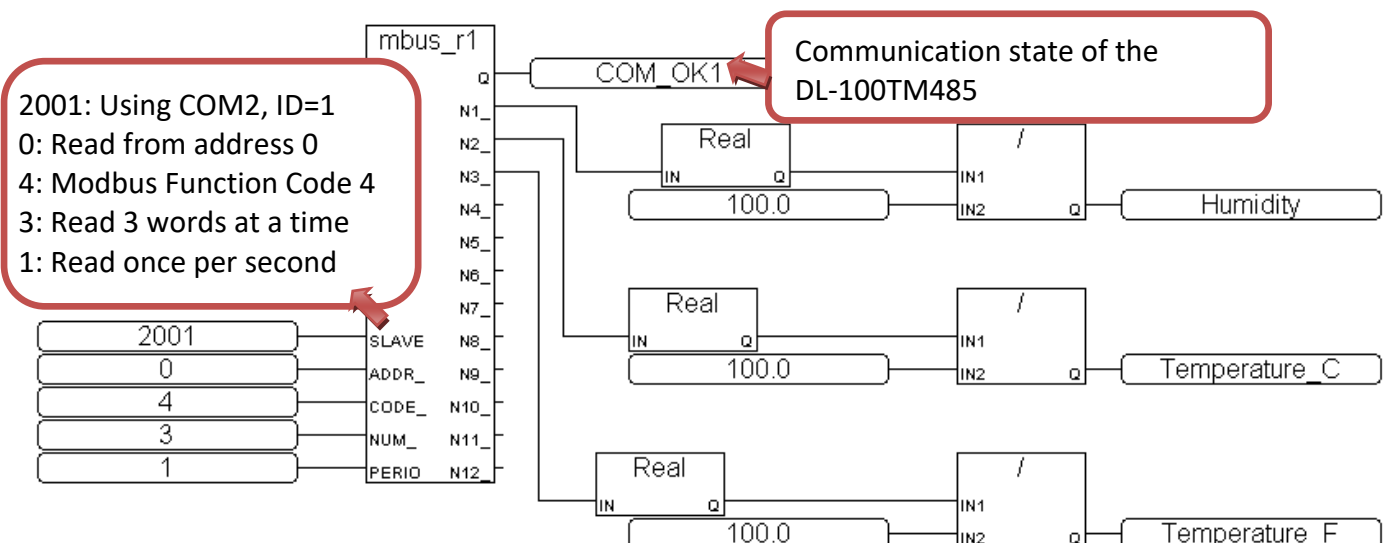 mbus_r1
Q
COM_OK1
Communication state of the
DL-100TM485
2001: Using COM2, ID=1
0: Read from address 0
4: Modbus Function Code 4
3: Read 3 words at a time
1: Read once per second
N1_
N2_
N3_
N4_
N5_
N6_
N7_
2001
SLAVE N8_
0
ADDR_ N9_
4
CODE_ N10_
3
NUM_ N11_
1
PERIO N12_
Real
IN Q
100.0
/
IN1
IN2 Q
Humidity
Real
IN Q
100.0
/
IN1
IN2 Q
Temperature_C
Real
IN Q
100.0
/
IN1
IN2 Q
Temperature_F